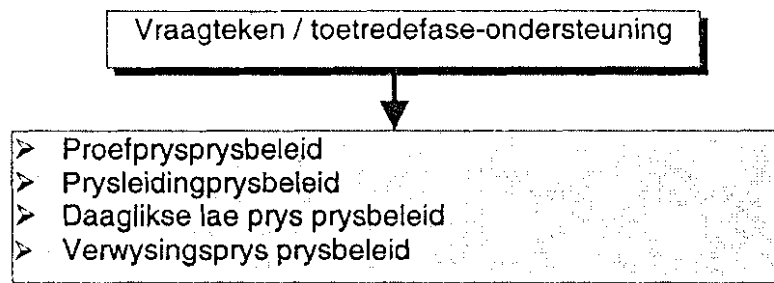 Vraagteken / toetredefase-ondersteuning
➢ Proefprysprysbeleid
➢ Prysleidingprysbeleid
➢ Daaglikse lae prys prysbeleid
➢ Verwysingsprys prysbeleid